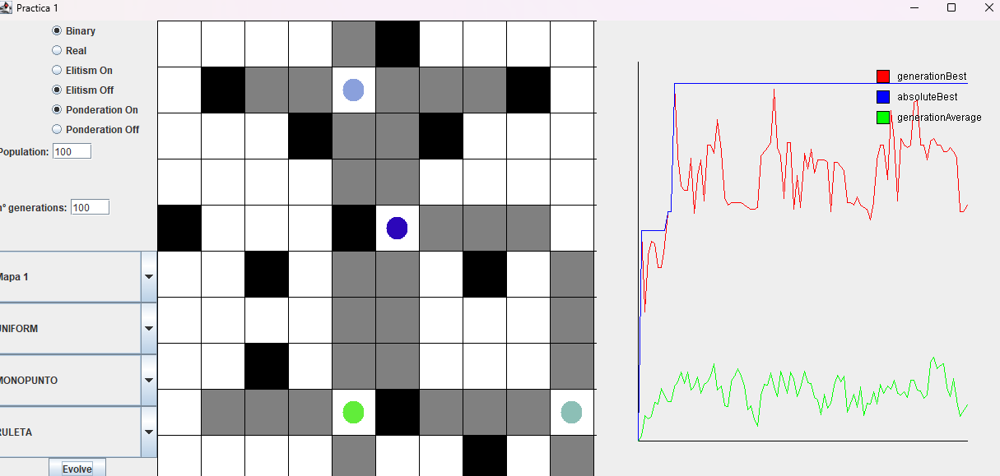 Practica 1
Binary
Real
Elitism On
Elitism Off
Ponderation On
Ponderation Off
Population:
100
nº generations:
100
Mapa 1
UNIFORM
MONOPUNTO
RULETA
Evolve
generationBest
absoluteBest
generationAverage